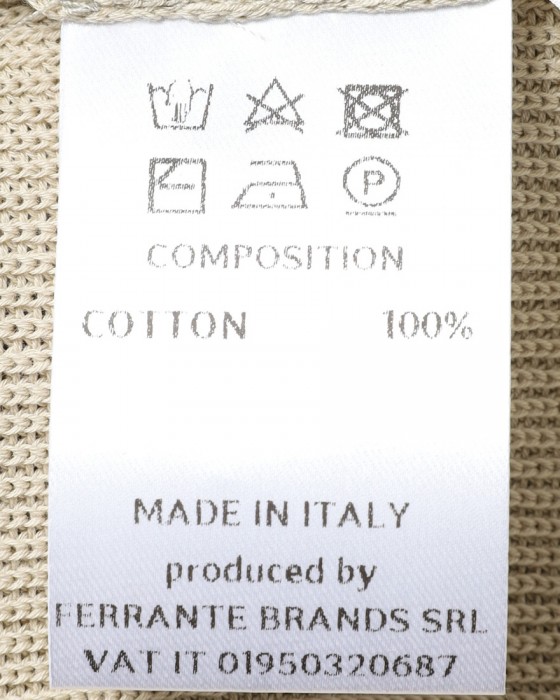 P
COMPOSITION
COTTON 100%
MADE IN ITALY
produced by
FERRANTE BRANDS SRL
VAT IT 01950320687